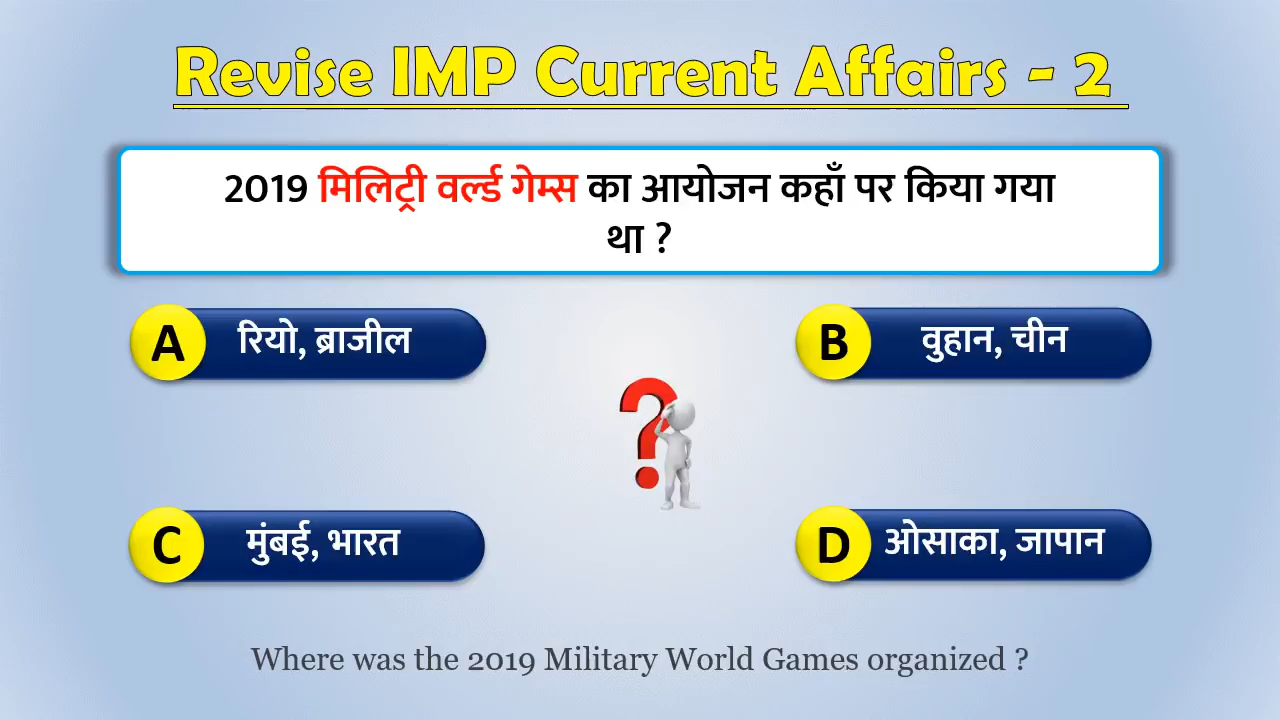 Revise IMP Current Affairs - 2
2019 मिलिट्री वर्ल्ड गेम्स का आयोजन कहाँ पर किया गया
था ?
A रियो, ब्राजील
B वुहान, चीन
C मुंबई, भारत
D ओसाका, जापान
Where was the 2019 Military World Games organized ?